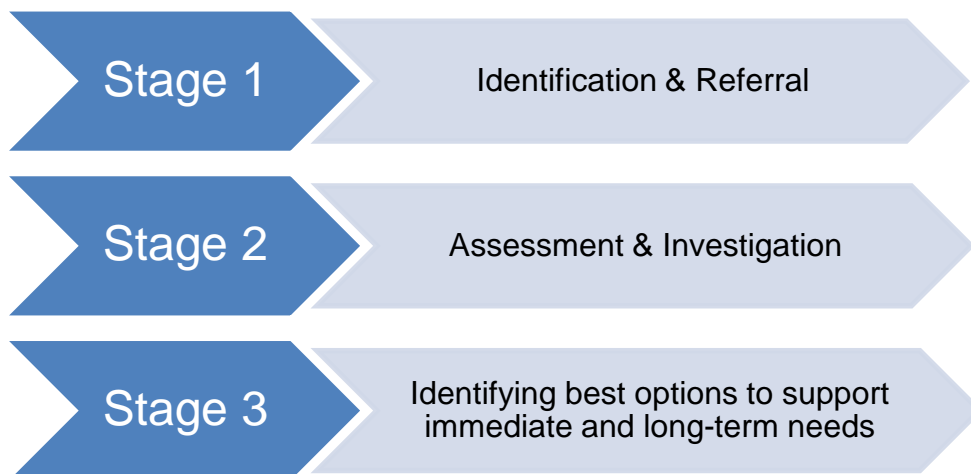 Stage 1
Identification & Referral
Stage 2
Assessment & Investigation
Stage 3
Identifying best options to support
immediate and long-term needs